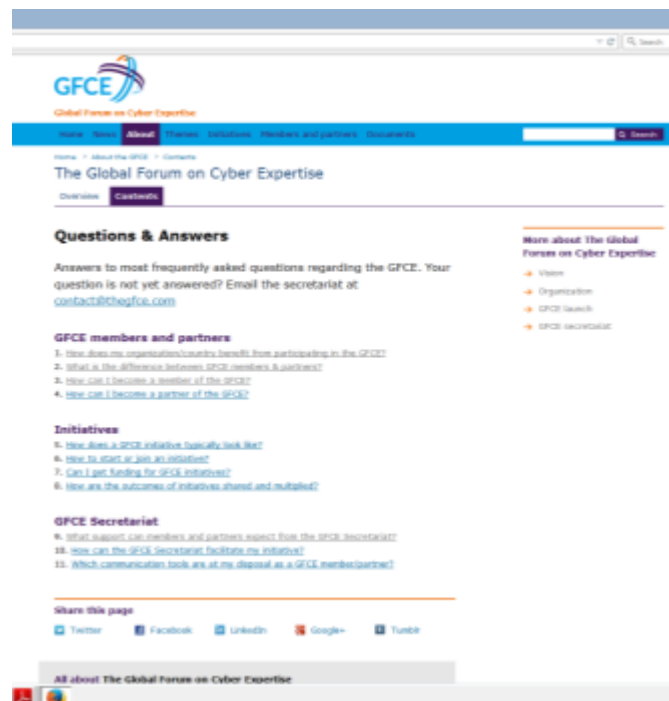 Search
GFCE
Global Forum on Cyber Expertise
Home News About Themes Initiatives Members and partners Documents
Search
Home > About the GFCE > Contents
The Global Forum on Cyber Expertise
Overview Contents
Questions & Answers
Answers to most frequently asked questions regarding the GFCE. Your
question is not yet answered? Email the secretariat at
contact@thegfce.com
GFCE members and partners
1. How does my organization/country benefit from participating in the GFCE?
2. What is the difference between GFCE members & partners?
3. How can I become a member of the GFCE?
4. How can I become a partner of the GFCE?
Initiatives
5. How does a GFCE initiative typically look like?
6. How to start or join an initiative?
7. Can I get funding for GFCE initiatives?
8. How are the outcomes of initiatives shared and multiplied?
GFCE Secretariat
9. What support can members and partners expect from the GFCE Secretariat?
10. How can the GFCE Secretariat facilitate my initiative?
11. Which communication tools are at my disposal as a GFCE member/partner?
Share this page
Twitter Facebook LinkedIn Google+ Tumblr
All about The Global Forum on Cyber Expertise
More about The Global
Forum on Cyber Expertise
Vision
Organization
GFCE launch
GFCE secretariat